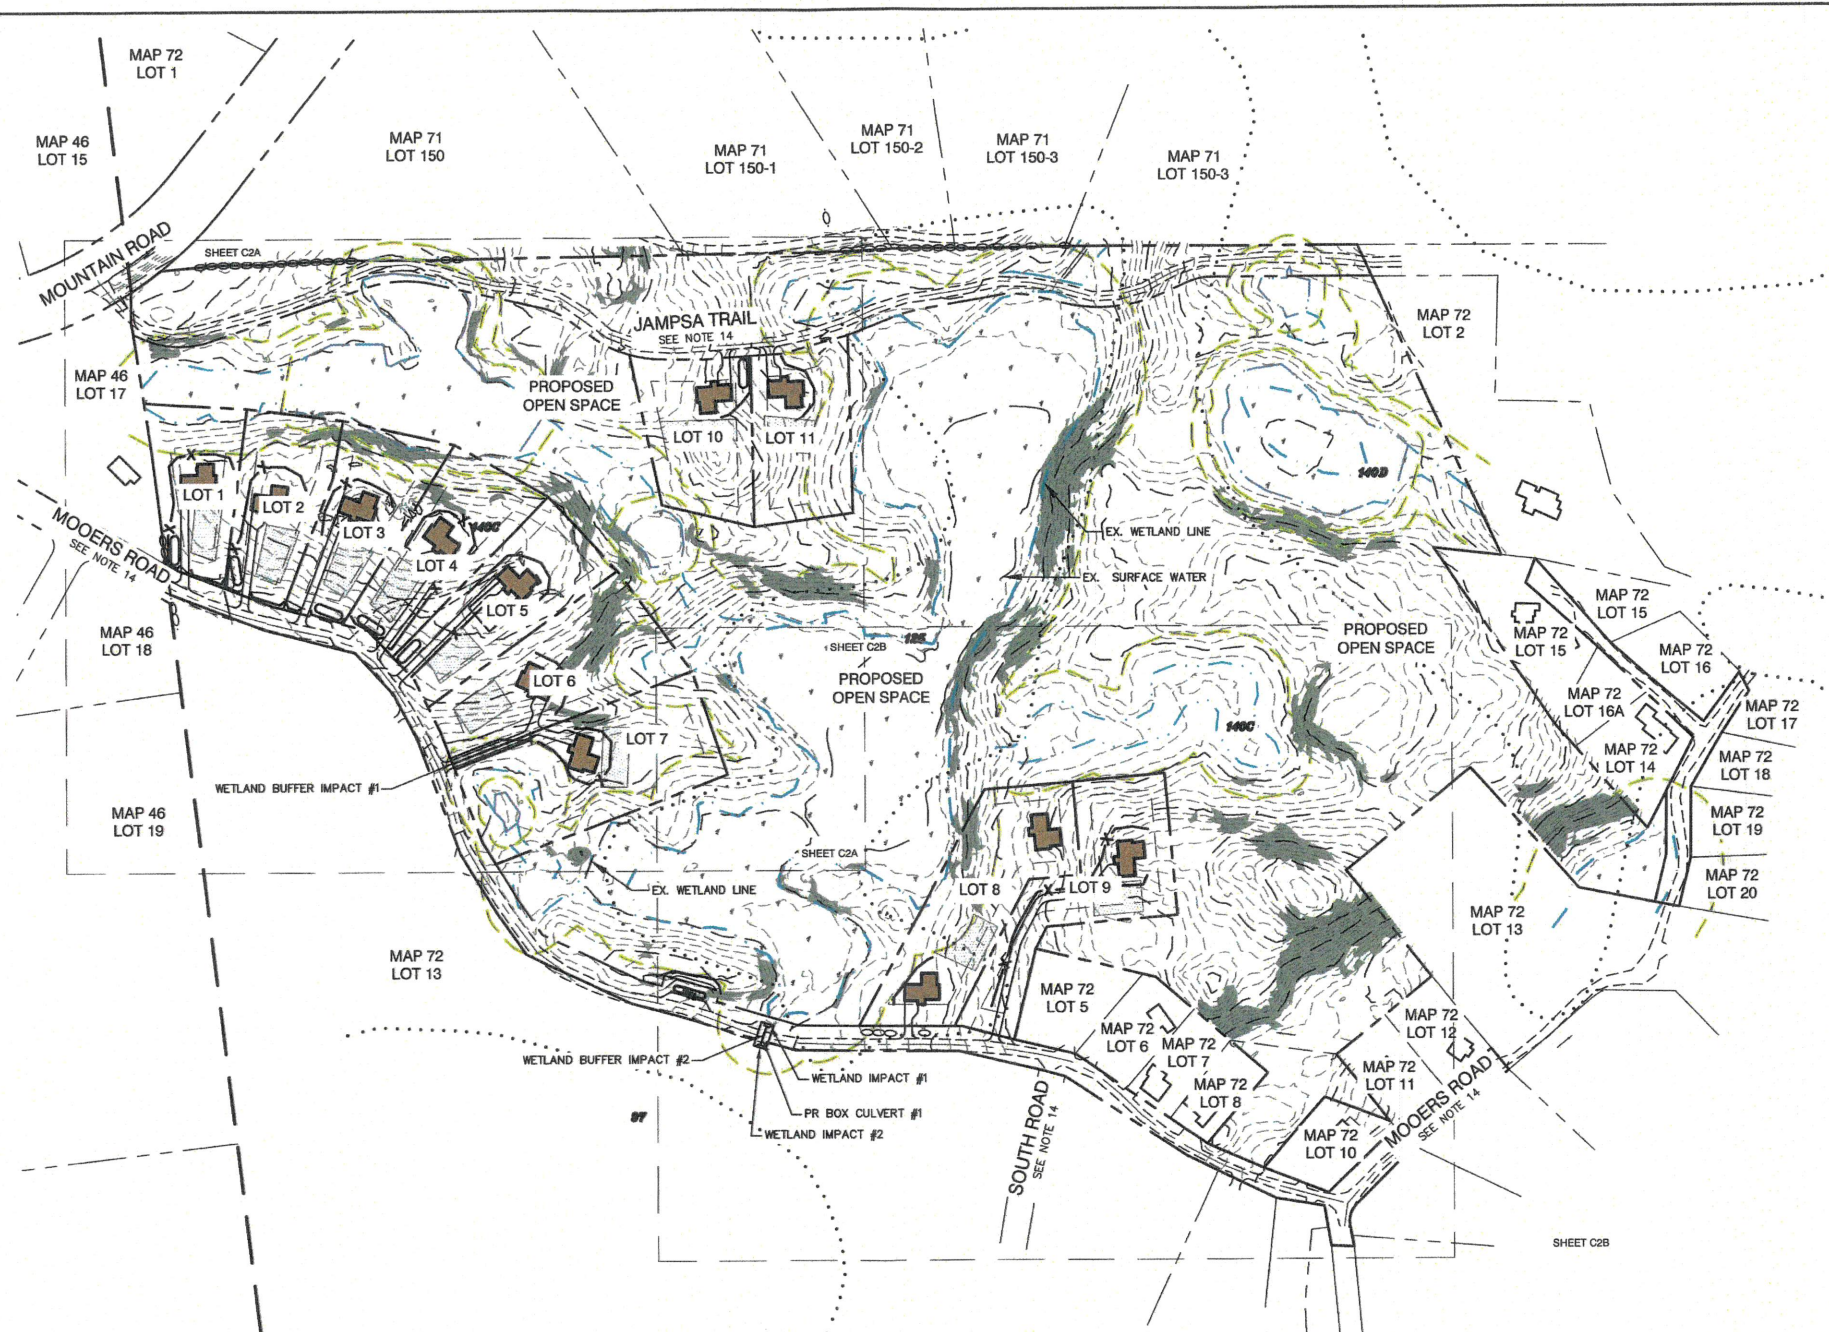 MAP 72
LOT 1
MAP 46
LOT 15
MAP 71
LOT 150
MAP 71
LOT 150-1
MAP 71
LOT 150-2
MAP 71
LOT 150-3
MAP 71
LOT 150-3
MOUNTAIN ROAD
SHEET C2A
JAMPSA TRAIL
SEE NOTE 14
MAP 72
LOT 2
MAP 46
LOT 17
PROPOSED
OPEN SPACE
LOT 10
LOT 11
140D
LOT 1
LOT 2
LOT 3
LOT 4
140C
LOT 5
MOOERS ROAD
SEE NOTE 14
EX. WETLAND LINE
EX. SURFACE WATER
MAP 46
LOT 18
125
SHEET C2B
PROPOSED
OPEN SPACE
PROPOSED
OPEN SPACE
MAP 72
LOT 15
MAP 72
LOT 15
MAP 72
LOT 16
MAP 72
LOT 16A
MAP 72
LOT 17
MAP 72
LOT 14
MAP 72
LOT 18
LOT 6
LOT 7
140C
WETLAND BUFFER IMPACT #1
MAP 46
LOT 19
MAP 72
LOT 19
SHEET C2A
EX. WETLAND LINE
LOT 8
LOT 9
MAP 72
LOT 20
MAP 72
LOT 13
MAP 72
LOT 13
MAP 72
LOT 5
MAP 72
LOT 6
MAP 72
LOT 7
MAP 72
LOT 8
MAP 72
LOT 12
MAP 72
LOT 11
MAP 72
LOT 10
MOOERS ROAD
SEE NOTE 14
WETLAND BUFFER IMPACT #2
WETLAND IMPACT #1
PR BOX CULVERT #1
WETLAND IMPACT #2
97
SOUTH ROAD
SEE NOTE 14
SHEET C2B